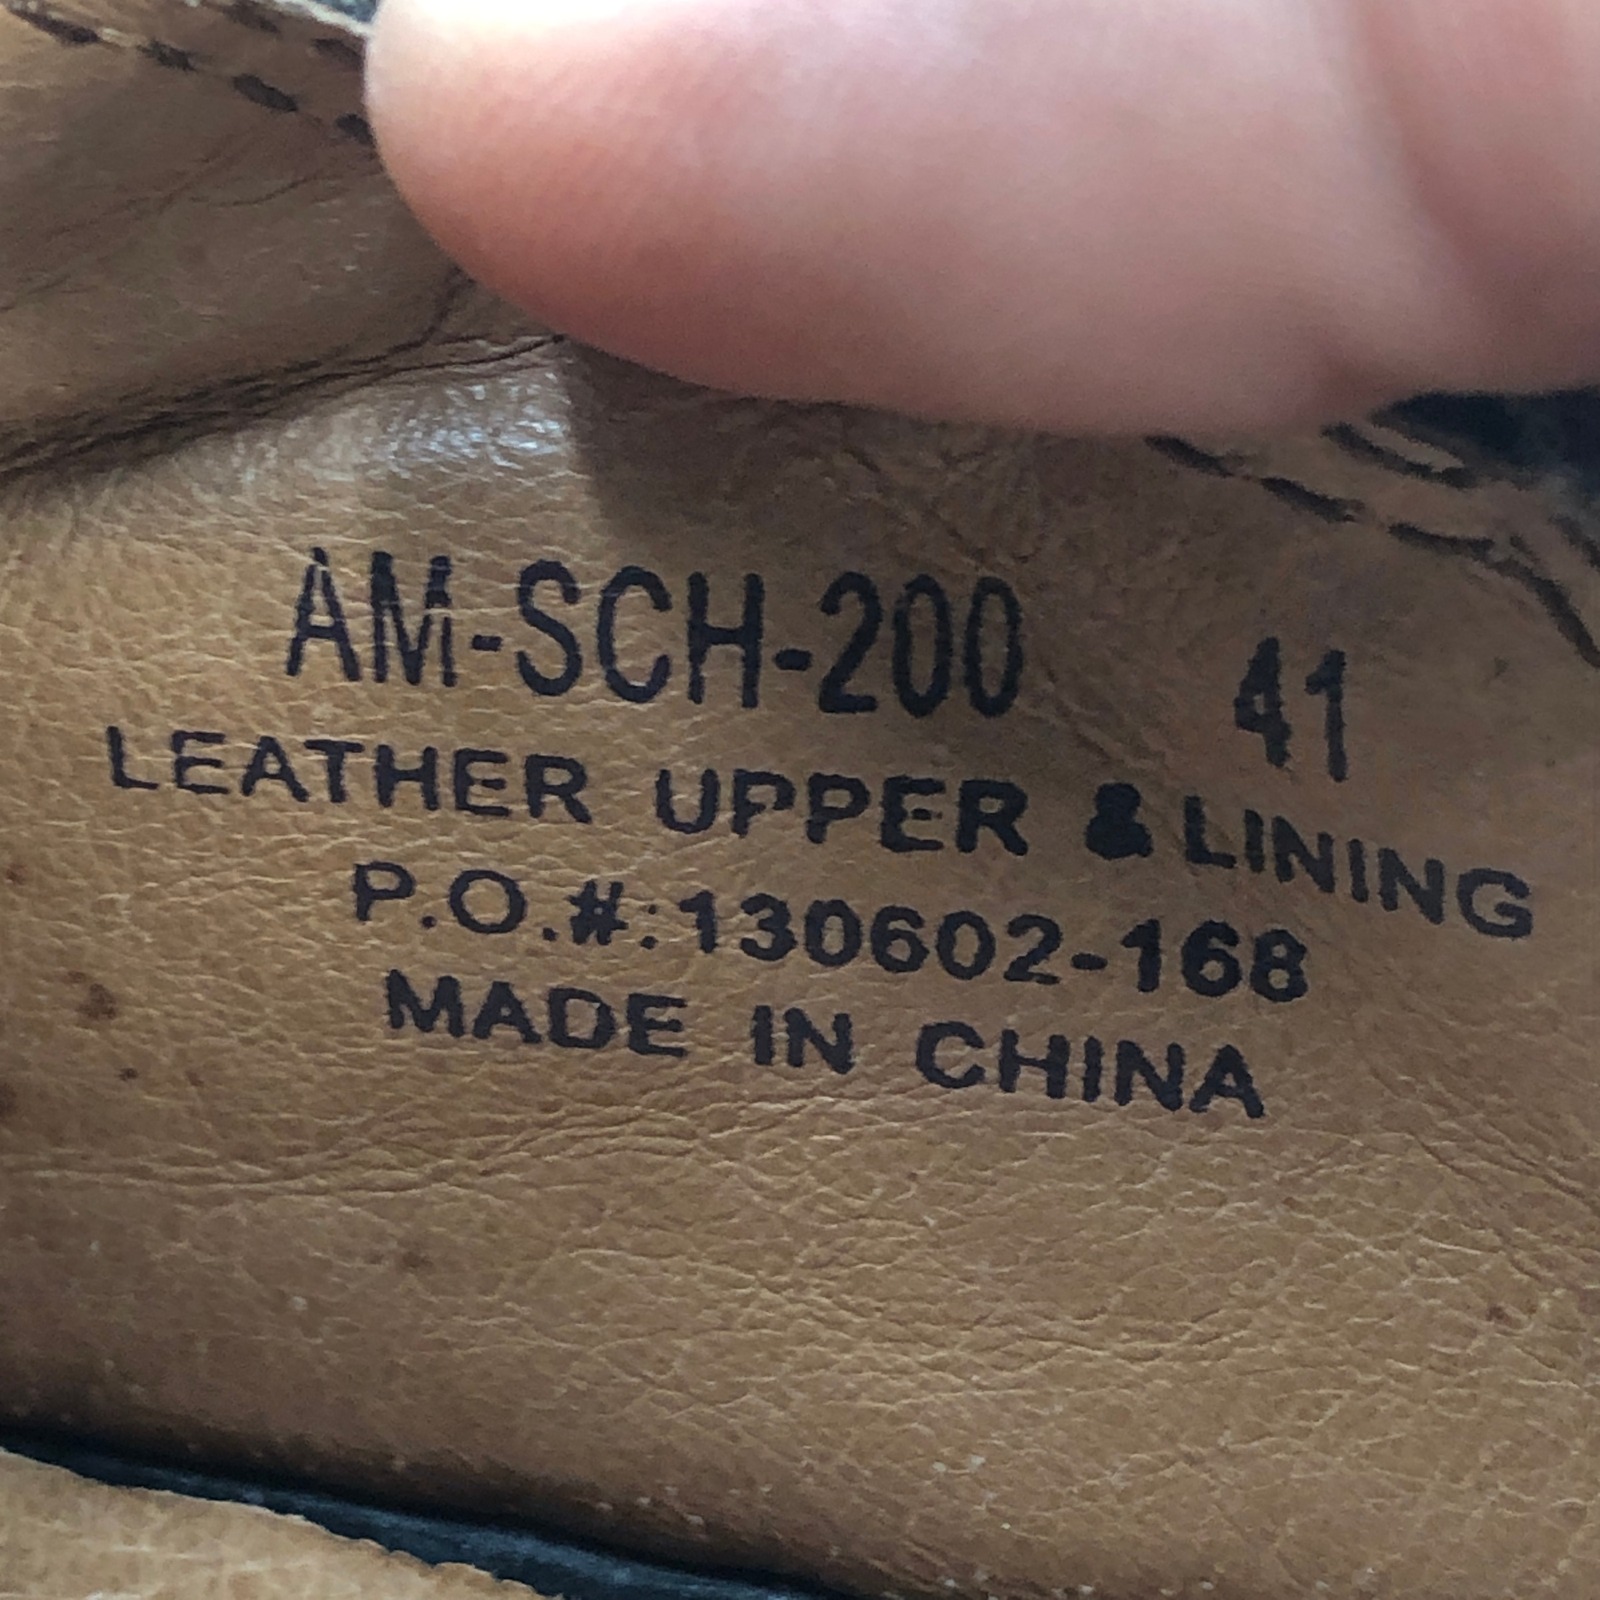 AM-SCH-200 41
LEATHER UPPER & LINING
P.O.#:130602-168
MADE IN CHINA